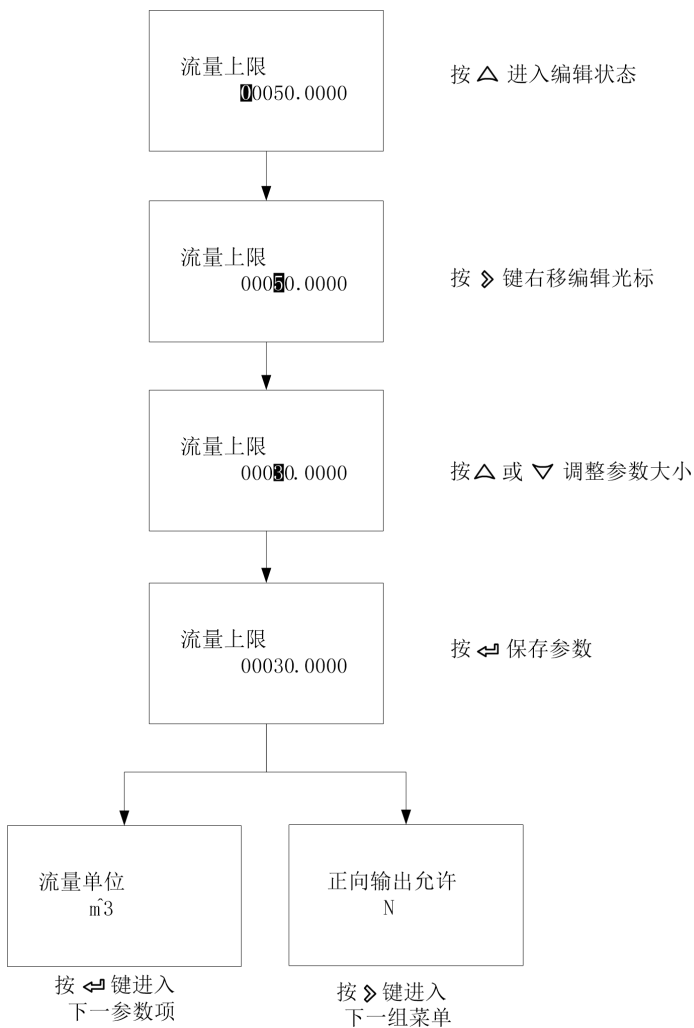 流量上限
00050.0000
按 △ 进入编辑状态
流量上限
00050.0000
按 》 键右移编辑光标
流量上限
00030.0000
按△ 或 ▽ 调整参数大小
流量上限
00030.0000
按 ↵ 保存参数
流量单位
m^3
按 ↵ 键进入
下一参数项
正向输出允许
N
按 》 键进入
下一组菜单